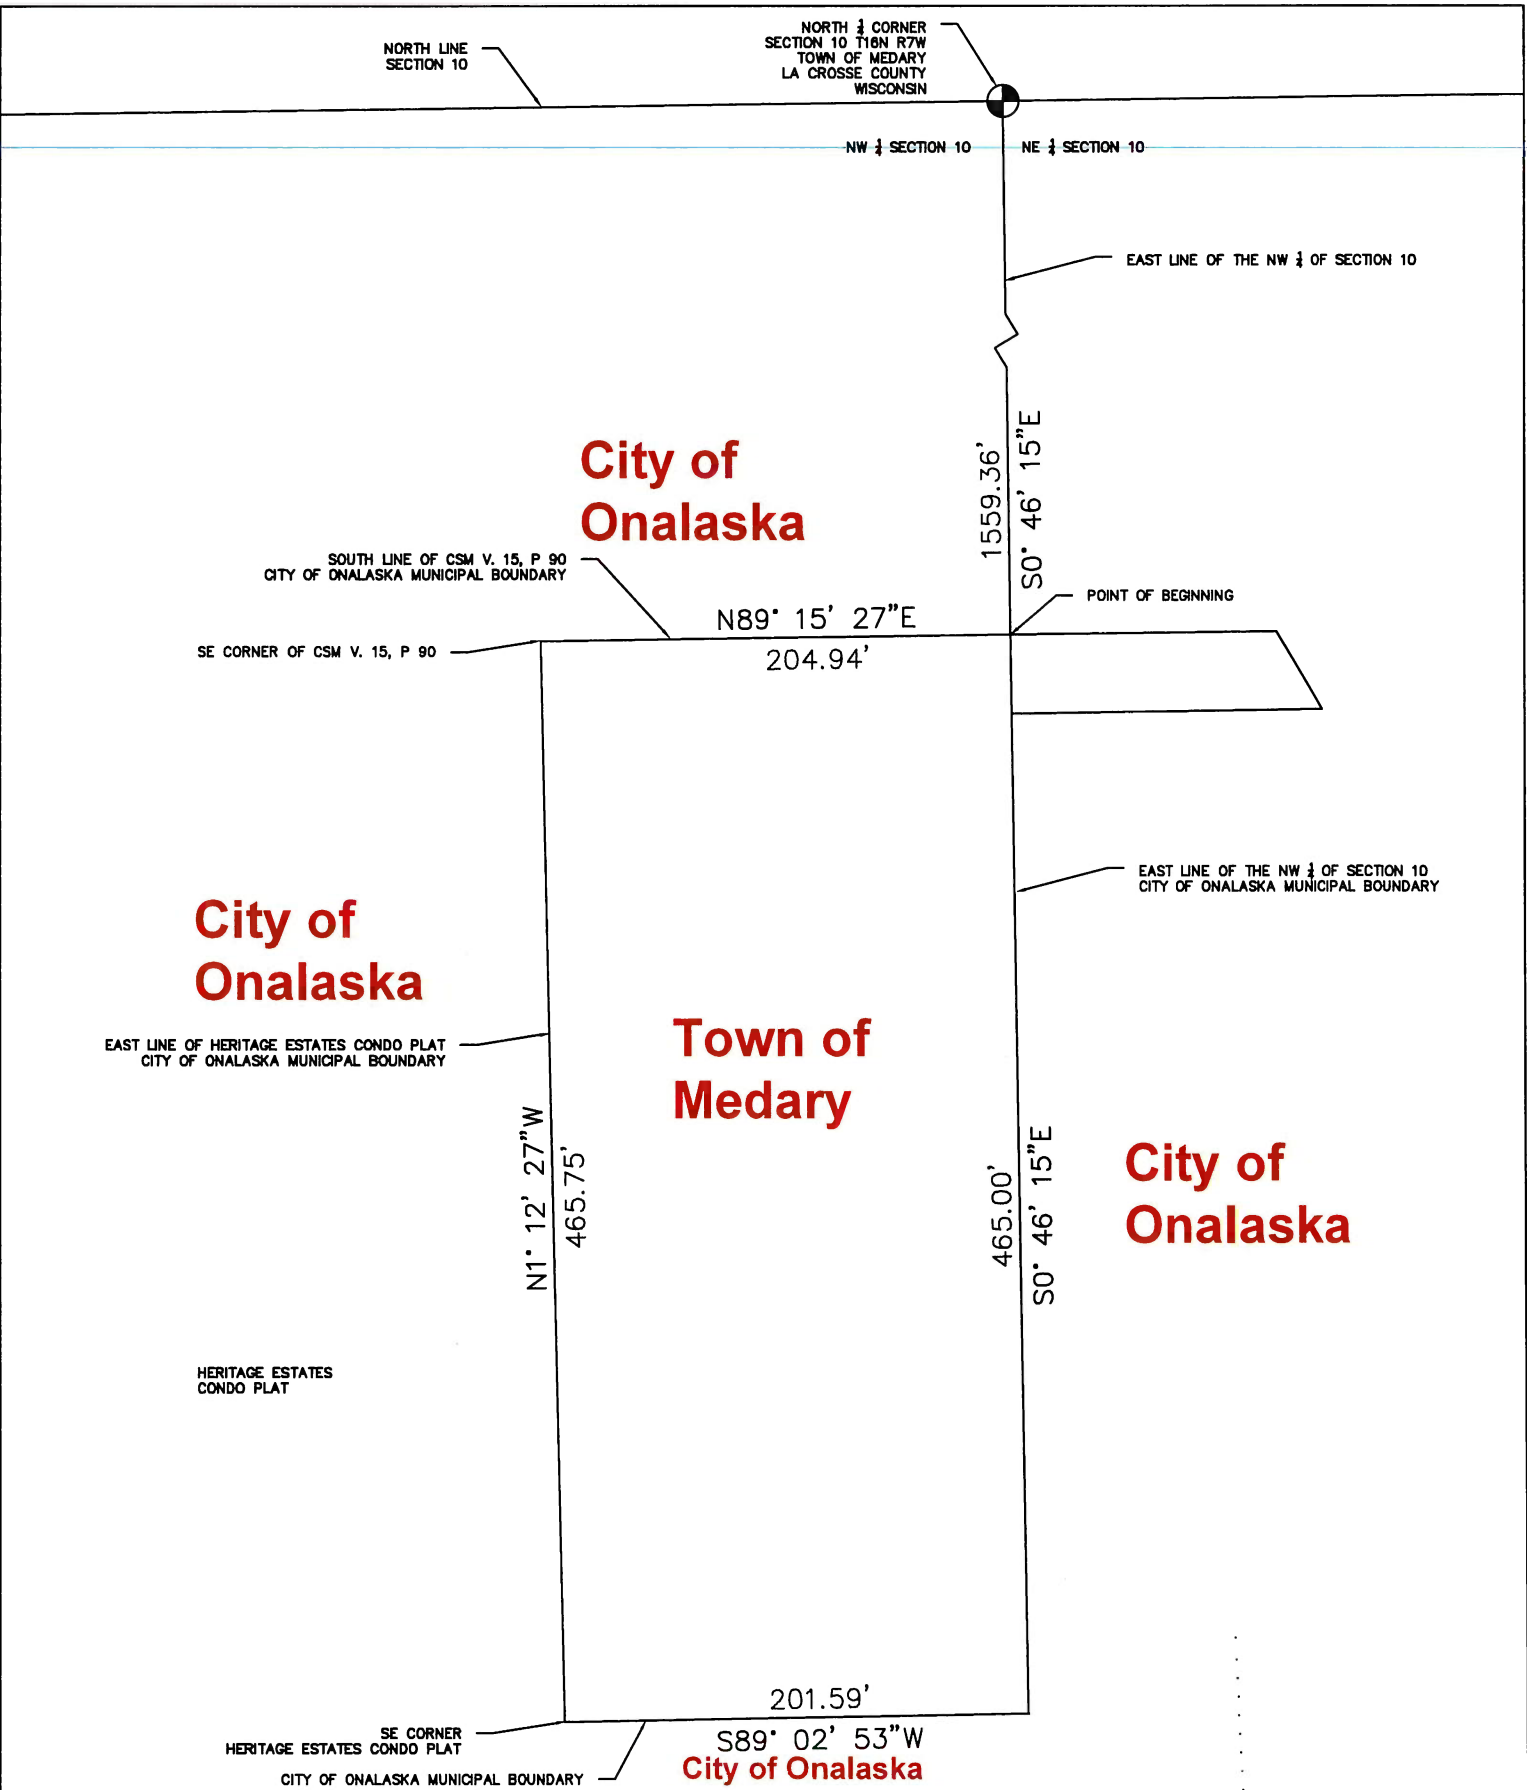 NORTH LINE
SECTION 10
NORTH ¼ CORNER
SECTION 10 T16N R7W
TOWN OF MEDARY
LA CROSSE COUNTY
WISCONSIN
NW ¼ SECTION 10
NE ¼ SECTION 10
EAST LINE OF THE NW ¼ OF SECTION 10
1559.36'
S0° 46' 15"E
City of
Onalaska
SOUTH LINE OF CSM V. 15, P 90
CITY OF ONALASKA MUNICIPAL BOUNDARY
N89° 15' 27"E
204.94'
POINT OF BEGINNING
SE CORNER OF CSM V. 15, P 90
EAST LINE OF THE NW ¼ OF SECTION 10
CITY OF ONALASKA MUNICIPAL BOUNDARY
City of
Onalaska
EAST LINE OF HERITAGE ESTATES CONDO PLAT
CITY OF ONALASKA MUNICIPAL BOUNDARY
Town of
Medary
N1° 12' 27"W
465.75'
465.00'
S0° 46' 15"E
City of
Onalaska
HERITAGE ESTATES
CONDO PLAT
201.59'
S89° 02' 53"W
SE CORNER
HERITAGE ESTATES CONDO PLAT
City of Onalaska
CITY OF ONALASKA MUNICIPAL BOUNDARY